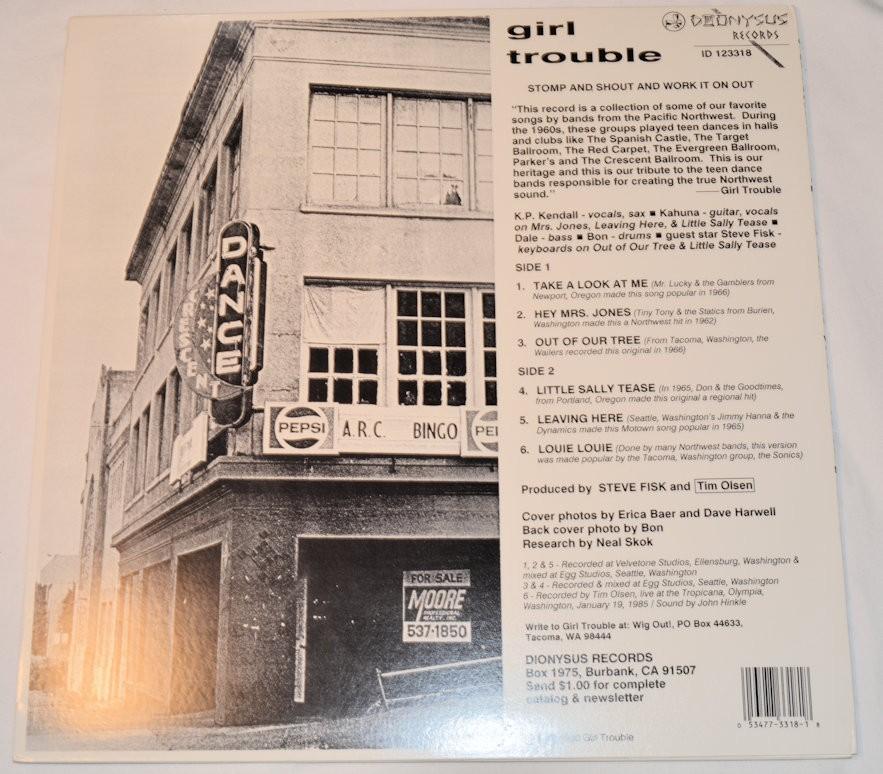 girl
trouble
DIONYSUS
RECORDS
ID 123318
STOMP AND SHOUT AND WORK IT ON OUT
"This record is a collection of some of our favorite
songs by bands from the Pacific Northwest. During
the 1960s, these groups played teen dances in halls
and clubs like The Spanish Castle, The Target
Ballroom, The Red Carpet, The Evergreen Ballroom,
Parker's and The Crescent Ballroom. This is our
heritage and this is our tribute to the teen dance
bands responsible for creating the true Northwest
sound." ——— Girl Trouble
K.P. Kendall - vocals, sax ■ Kahuna - guitar, vocals
on Mrs. Jones, Leaving Here, & Little Sally Tease ■
Dale - bass ■ Bon - drums ■ guest star Steve Fisk -
keyboards on Out of Our Tree & Little Sally Tease
SIDE 1
1. TAKE A LOOK AT ME (Mr. Lucky & the Gamblers from
Newport, Oregon made this song popular in 1966)
2. HEY MRS. JONES (Tiny Tony & the Statics from Burien,
Washington made this a Northwest hit in 1962)
3. OUT OF OUR TREE (From Tacoma, Washington, the
Wailers recorded this original in 1966)
SIDE 2
4. LITTLE SALLY TEASE (In 1965, Don & the Goodtimes,
from Portland, Oregon made this original a regional hit)
5. LEAVING HERE (Seattle, Washington's Jimmy Hanna & the
Dynamics made this Motown song popular in 1965)
6. LOUIE LOUIE (Done by many Northwest bands, this version
was made popular by the Tacoma, Washington group, the Sonics)
Produced by STEVE FISK and Tim Olsen
Cover photos by Erica Baer and Dave Harwell
Back cover photo by Bon
Research by Neal Skok
1, 2 & 5 - Recorded at Velvetone Studios, Ellensburg, Washington &
mixed at Egg Studios, Seattle, Washington
3 & 4 - Recorded & mixed at Egg Studios, Seattle, Washington
6 - Recorded by Tim Olsen, live at the Tropicana, Olympia,
Washington, January 19, 1985 / Sound by John Hinkle
Write to Girl Trouble at: Wig Out!, PO Box 44633,
Tacoma, WA 98444
DIONYSUS RECORDS
Box 1975, Burbank, CA 91507
Send $1.00 for complete
catalog & newsletter
Girl Trouble
0 53477-3318-1 8
DANCE
CRESCENT
PEPSI
A.R.C. BINGO
PEP
FOR SALE
MOORE
PROFESSIONAL
REALTY, INC.
537-1850